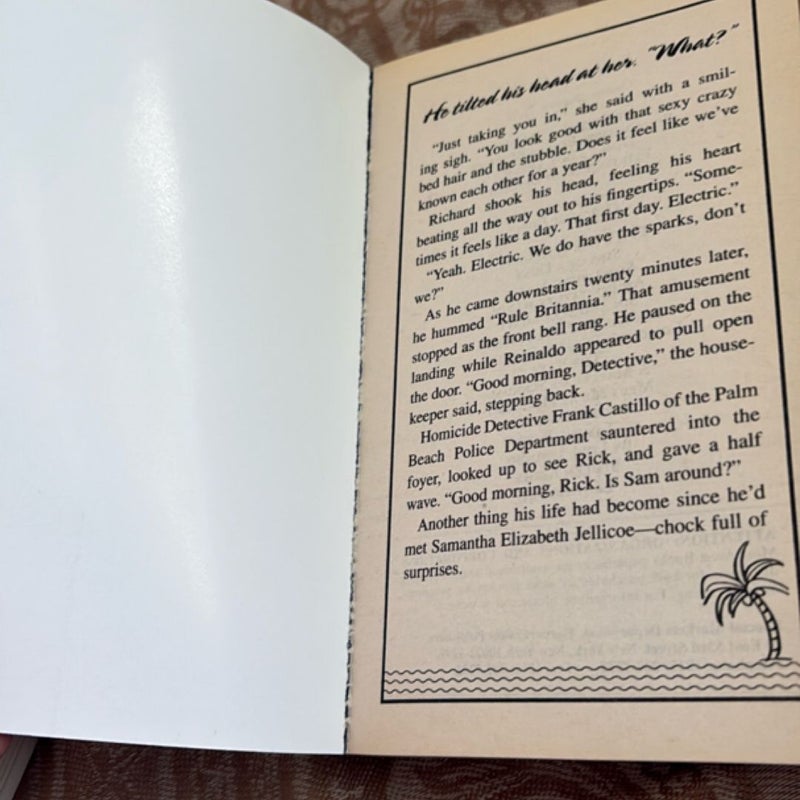 He tilted his head at her. "What?"
"Just taking you in," she said with a smil-
ing sigh. "You look good with that sexy crazy
bed hair and the stubble. Does it feel like we've
known each other for a year?"
Richard shook his head, feeling his heart
beating all the way out to his fingertips. "Some-
times it feels like a day. That first day. Electric."
"Yeah. Electric. We do have the sparks, don't
we?"
As he came downstairs twenty minutes later,
he hummed "Rule Britannia." That amusement
stopped as the front bell rang. He paused on the
landing while Reinaldo appeared to pull open
the door. "Good morning, Detective," the house-
keeper said, stepping back.
Homicide Detective Frank Castillo of the Palm
Beach Police Department sauntered into the
foyer, looked up to see Rick, and gave a half
wave. "Good morning, Rick. Is Sam around?"
Another thing his life had become since he'd
met Samantha Elizabeth Jellicoe—chock full of
surprises.